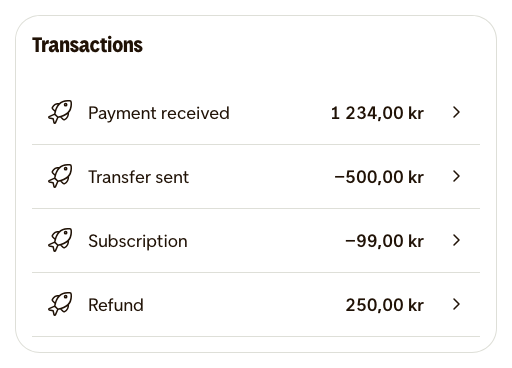 Transactions
Payment received 1 234,00 kr
Transfer sent −500,00 kr
Subscription −99,00 kr
Refund 250,00 kr